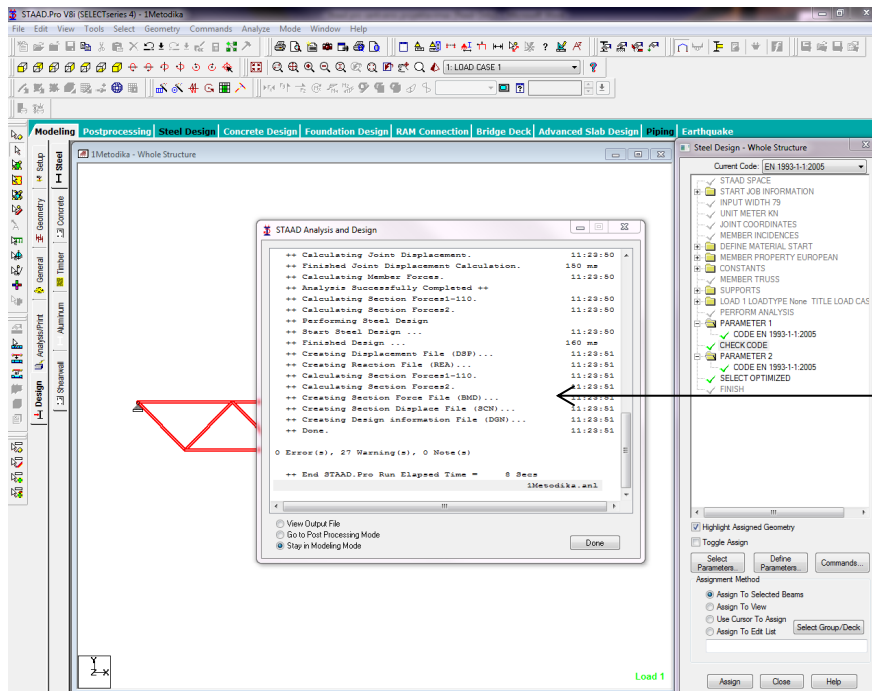 STAAD.Pro V8i (SELECTseries 4) - 1Metodika
File Edit View Tools Select Geometry Commands Analyze Mode Window Help
1: LOAD CASE 1
Modeling Postprocessing Steel Design Concrete Design Foundation Design RAM Connection Bridge Deck Advanced Slab Design Piping Earthquake
Setup
Geometry
General
Analysis/Print
Design
Steel
Concrete
Timber
Aluminum
Shearwall
1Metodika - Whole Structure
STAAD Analysis and Design
++ Calculating Joint Displacement. 11:23:50
++ Finished Joint Displacement Calculation. 150 ms
++ Calculating Member Forces. 11:23:50
++ Analysis Successfully Completed ++
++ Calculating Section Forces1-110. 11:23:50
++ Calculating Section Forces2. 11:23:50
++ Performing Steel Design
++ Start Steel Design ... 11:23:50
++ Finished Design ... 160 ms
++ Creating Displacement File (DSP)... 11:23:51
++ Creating Reaction File (REA)... 11:23:51
++ Calculating Section Forces1-110. 11:23:51
++ Calculating Section Forces2. 11:23:51
++ Creating Section Force File (BMD)... 11:23:51
++ Creating Section Displace File (SCN)... 11:23:51
++ Creating Design information File (DGN)... 11:23:51
++ Done. 11:23:51
0 Error(s), 27 Warning(s), 0 Note(s)
++ End STAAD.Pro Run Elapsed Time = 8 Secs
1Metodika.anl
View Output File
Go to Post Processing Mode
Stay in Modeling Mode
Done
Load 1
Y
Z X
Steel Design - Whole Structure
Current Code: EN 1993-1-1:2005
STAAD SPACE
START JOB INFORMATION
INPUT WIDTH 79
UNIT METER KN
JOINT COORDINATES
MEMBER INCIDENCES
DEFINE MATERIAL START
MEMBER PROPERTY EUROPEAN
CONSTANTS
MEMBER TRUSS
SUPPORTS
LOAD 1 LOADTYPE None TITLE LOAD CAS
PERFORM ANALYSIS
PARAMETER 1
CODE EN 1993-1-1:2005
CHECK CODE
PARAMETER 2
CODE EN 1993-1-1:2005
SELECT OPTIMIZED
FINISH
Highlight Assigned Geometry
Toggle Assign
Select Parameters...
Define Parameters...
Commands...
Assignment Method
Assign To Selected Beams
Assign To View
Use Cursor To Assign
Assign To Edit List
Select Group/Deck
Assign Close Help